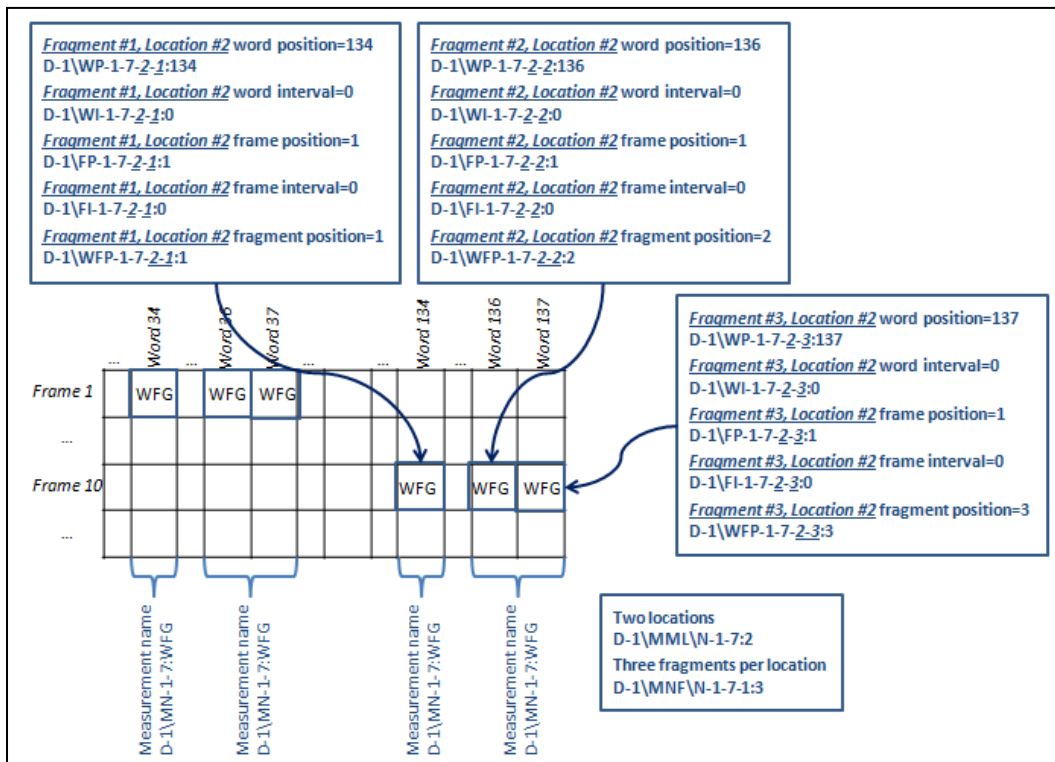 Fragment #1, Location #2 word position=134
D-1\WP-1-7-2-1:134
Fragment #1, Location #2 word interval=0
D-1\WI-1-7-2-1:0
Fragment #1, Location #2 frame position=1
D-1\FP-1-7-2-1:1
Fragment #1, Location #2 frame interval=0
D-1\FI-1-7-2-1:0
Fragment #1, Location #2 fragment position=1
D-1\WFP-1-7-2-1:1
Fragment #2, Location #2 word position=136
D-1\WP-1-7-2-2:136
Fragment #2, Location #2 word interval=0
D-1\WI-1-7-2-2:0
Fragment #2, Location #2 frame position=1
D-1\FP-1-7-2-2:1
Fragment #2, Location #2 frame interval=0
D-1\FI-1-7-2-2:0
Fragment #2, Location #2 fragment position=2
D-1\WFP-1-7-2-2:2
Fragment #3, Location #2 word position=137
D-1\WP-1-7-2-3:137
Fragment #3, Location #2 word interval=0
D-1\WI-1-7-2-3:0
Fragment #3, Location #2 frame position=1
D-1\FP-1-7-2-3:1
Fragment #3, Location #2 frame interval=0
D-1\FI-1-7-2-3:0
Fragment #3, Location #2 fragment position=3
D-1\WFP-1-7-2-3:3
... Word 34 ... Word 36 Word 37 ... ... Word 134 ... Word 136 Word 137
Frame 1 WFG WFG WFG
...
Frame 10 WFG WFG WFG
...
Measurement name
D-1\MN-1-7:WFG
Measurement name
D-1\MN-1-7:WFG
Measurement name
D-1\MN-1-7:WFG
Measurement name
D-1\MN-1-7:WFG
Two locations
D-1\MML\N-1-7:2
Three fragments per location
D-1\MNF\N-1-7-1:3